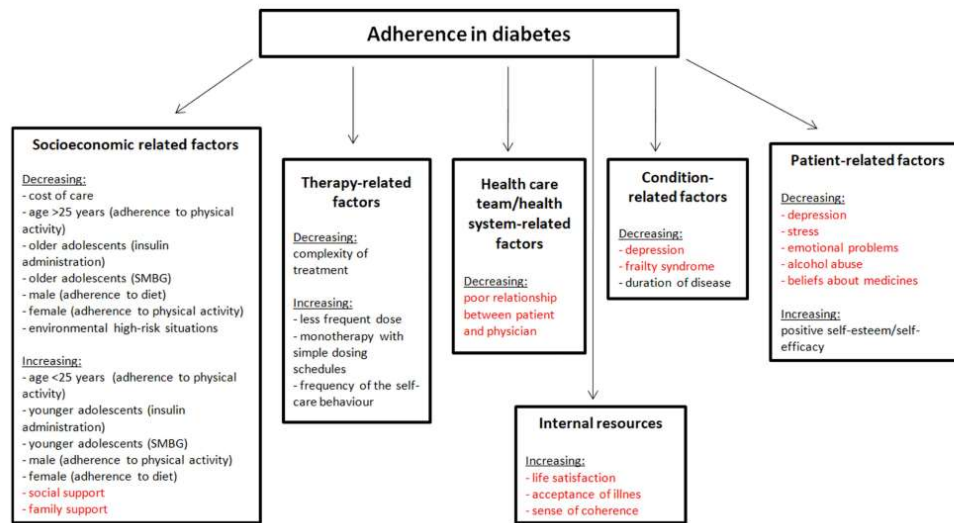 Adherence in diabetes
Socioeconomic related factors
Decreasing:
- cost of care
- age >25 years (adherence to physical
activity)
- older adolescents (insulin
administration)
- older adolescents (SMBG)
- male (adherence to diet)
- female (adherence to physical activity)
- environmental high-risk situations
Increasing:
- age <25 years (adherence to physical
activity)
- younger adolescents (insulin
administration)
- younger adolescents (SMBG)
- male (adherence to physical activity)
- female (adherence to diet)
- social support
- family support
Therapy-related
factors
Decreasing:
complexity of
treatment
Increasing:
- less frequent dose
- monotherapy with
simple dosing
schedules
- frequency of the self-
care behaviour
Health care
team/health
system-related
factors
Decreasing:
poor relationship
between patient
and physician
Condition-
related factors
Decreasing:
- depression
- frailty syndrome
- duration of disease
Patient-related factors
Decreasing:
- depression
- stress
- emotional problems
- alcohol abuse
- beliefs about medicines
Increasing:
positive self-esteem/self-
efficacy
Internal resources
Increasing:
- life satisfaction
- acceptance of illnes
- sense of coherence